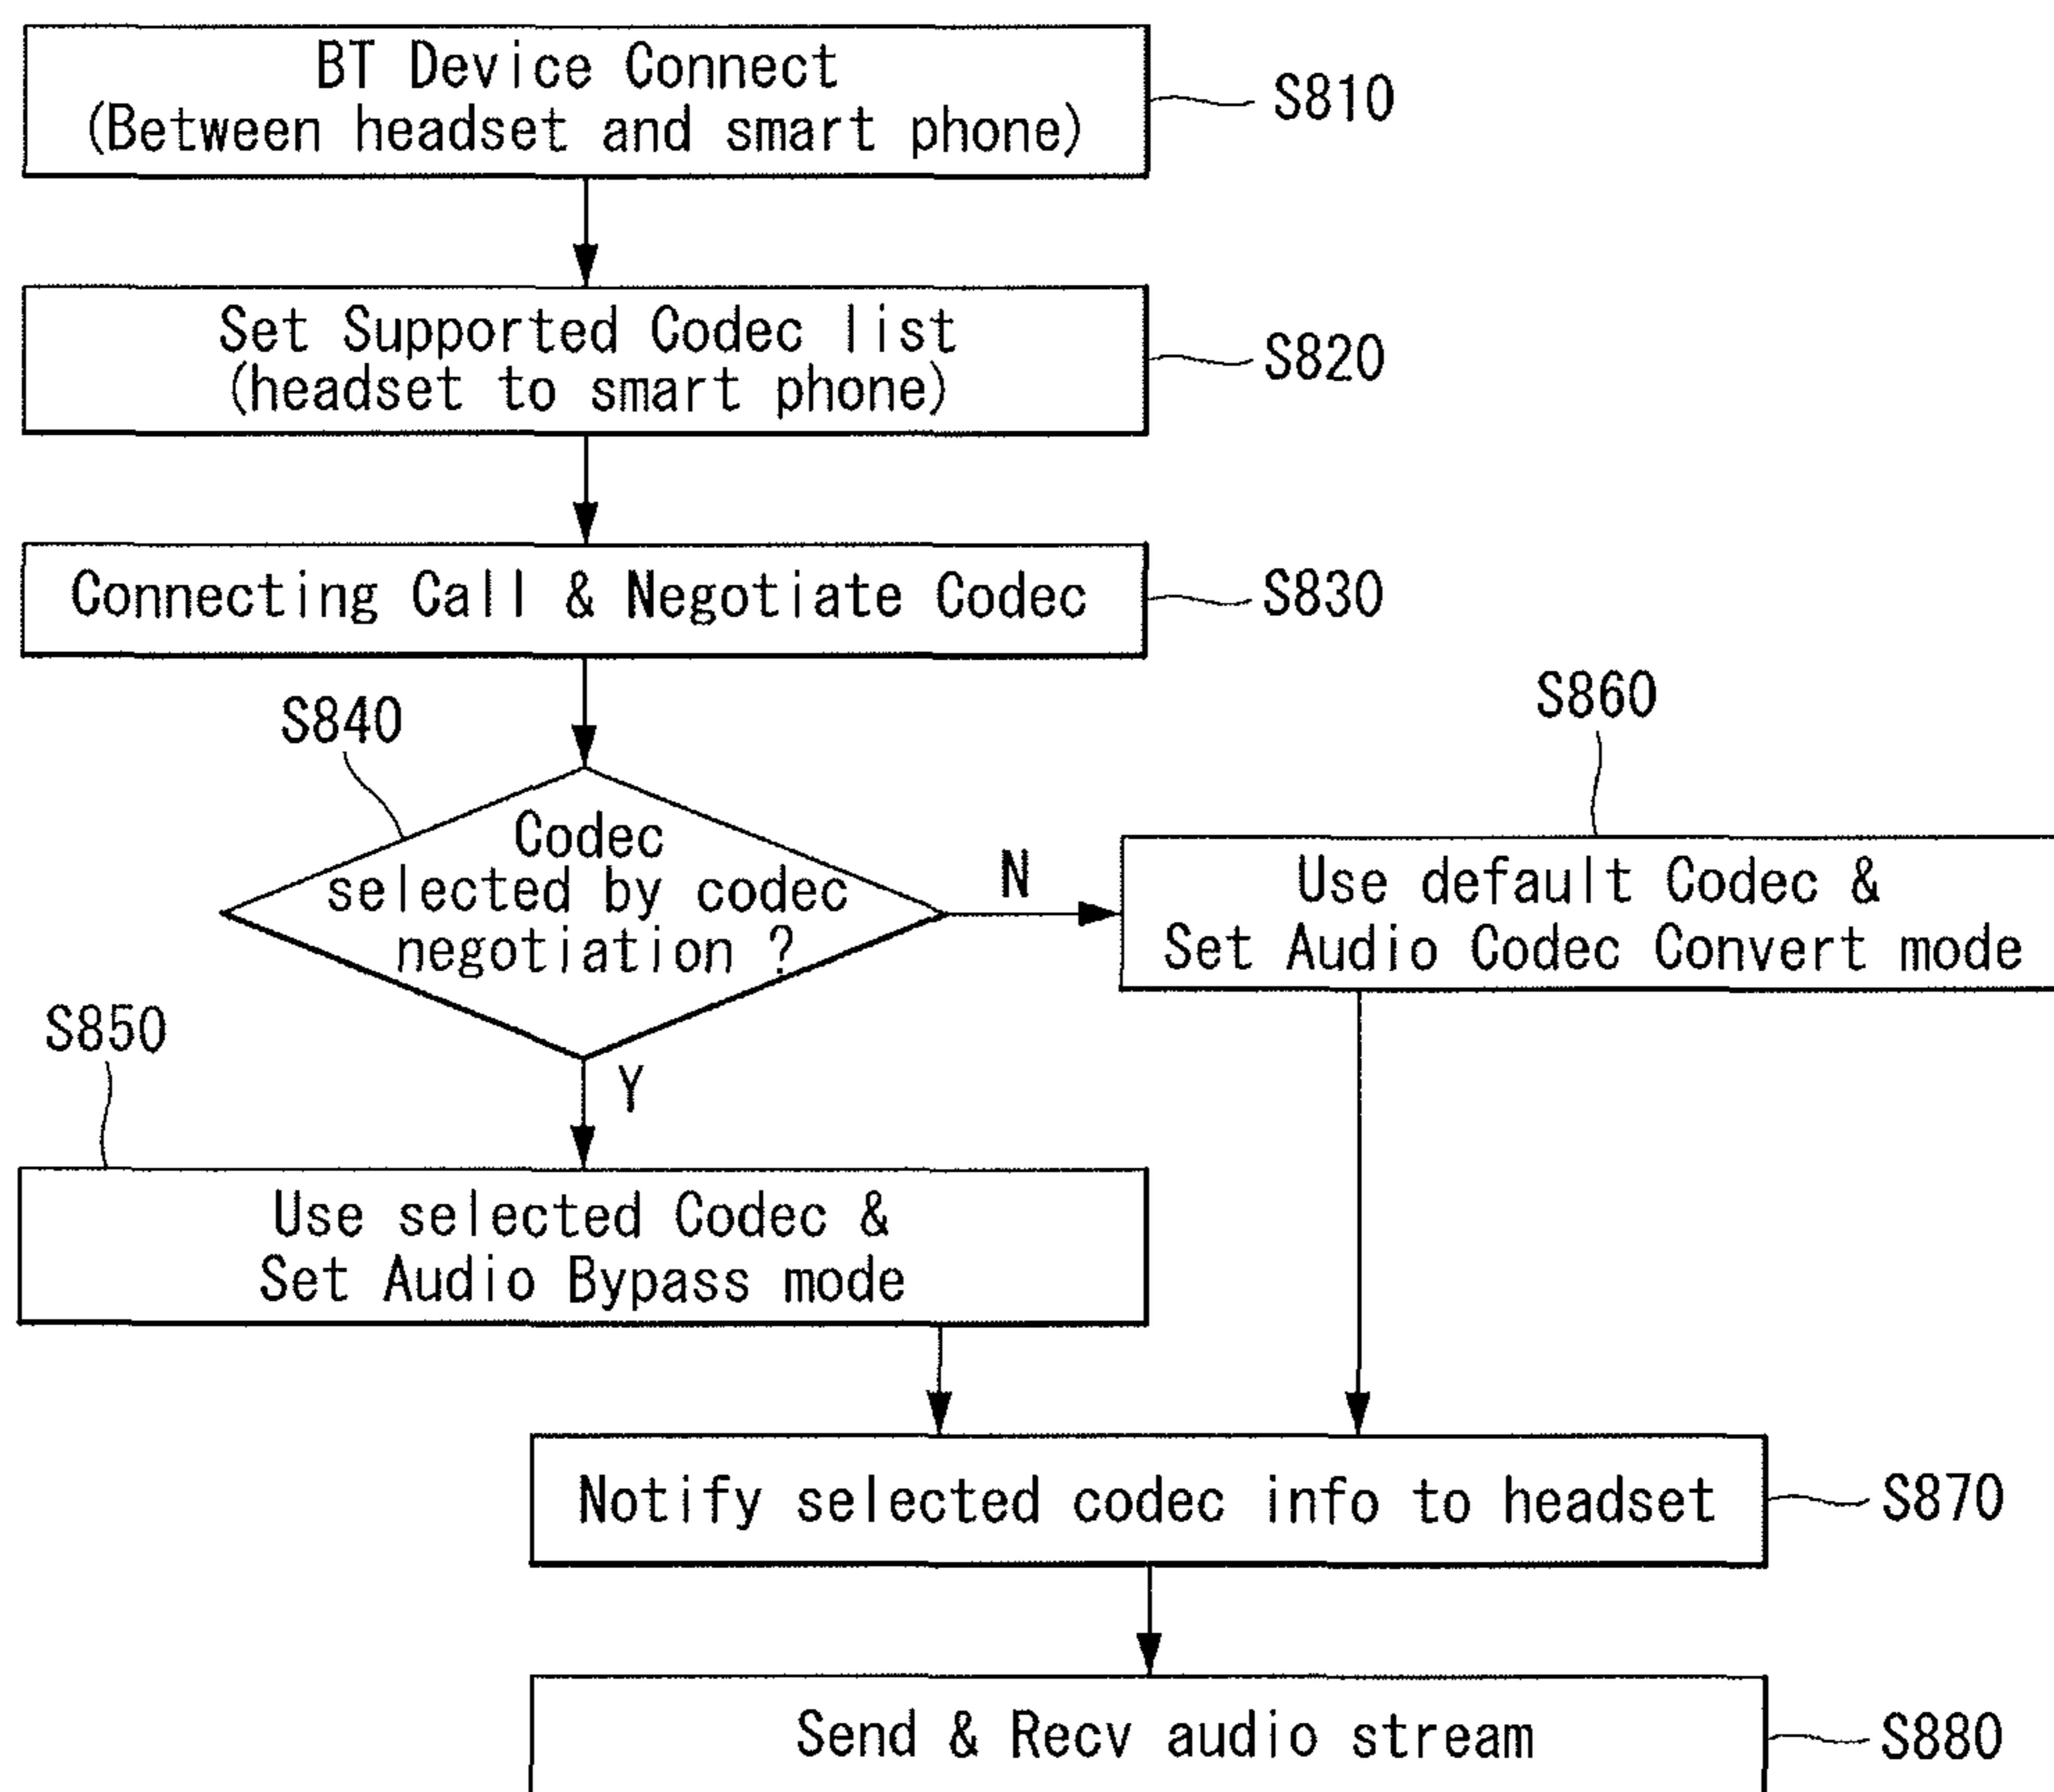 BT Device Connect
(Between headset and smart phone)
S810
Set Supported Codec list
(headset to smart phone)
S820
Connecting Call & Negotiate Codec
S830
S840
Codec
selected by codec
negotiation ?
N
S860
Use default Codec &
Set Audio Codec Convert mode
Y
S850
Use selected Codec &
Set Audio Bypass mode
Notify selected codec info to headset
S870
Send & Recv audio stream
S880